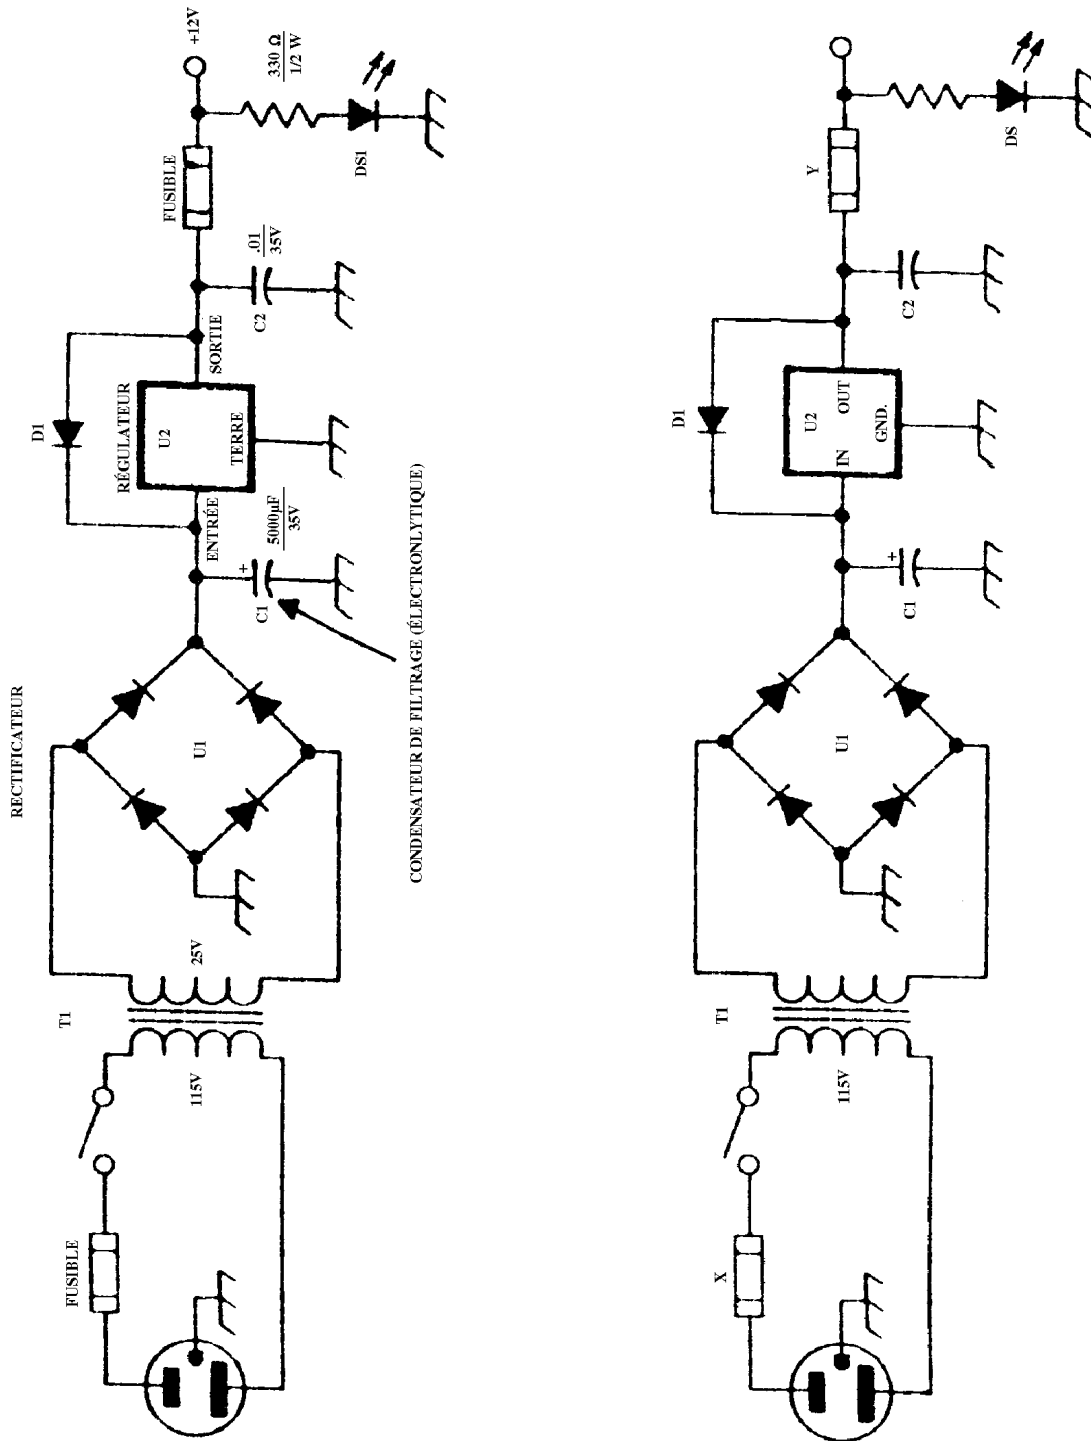 RECTIFICATEUR
FUSIBLE
115V
T1
25V
U1
C1
+
5000µF
35V
ENTRÉE
RÉGULATEUR
U2
TERRE
SORTIE
D1
C2
.01
35V
FUSIBLE
+12V
330 Ω
1/2 W
DS1
CONDENSATEUR DE FILTRAGE (ÉLECTRONLYTIQUE)
X
115V
T1
U1
C1
+
IN
U2
GND.
OUT
D1
C2
Y
DS